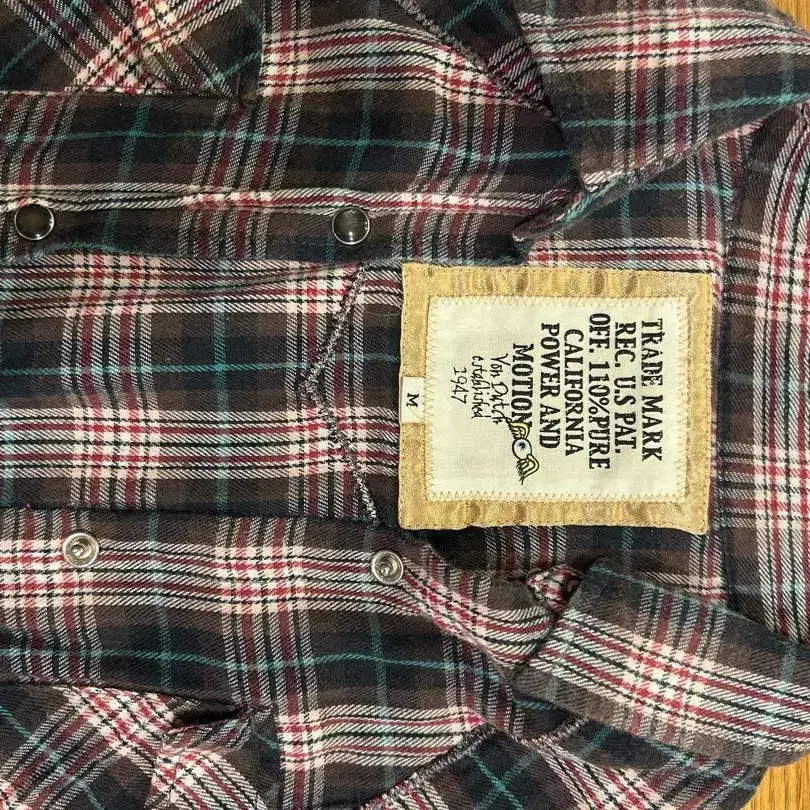 TRADE MARK
REC. U.S PAT.
OFF. 110% PURE
CALIFORNIA
POWER AND
MOTION
Von Dutch
established
1947
M